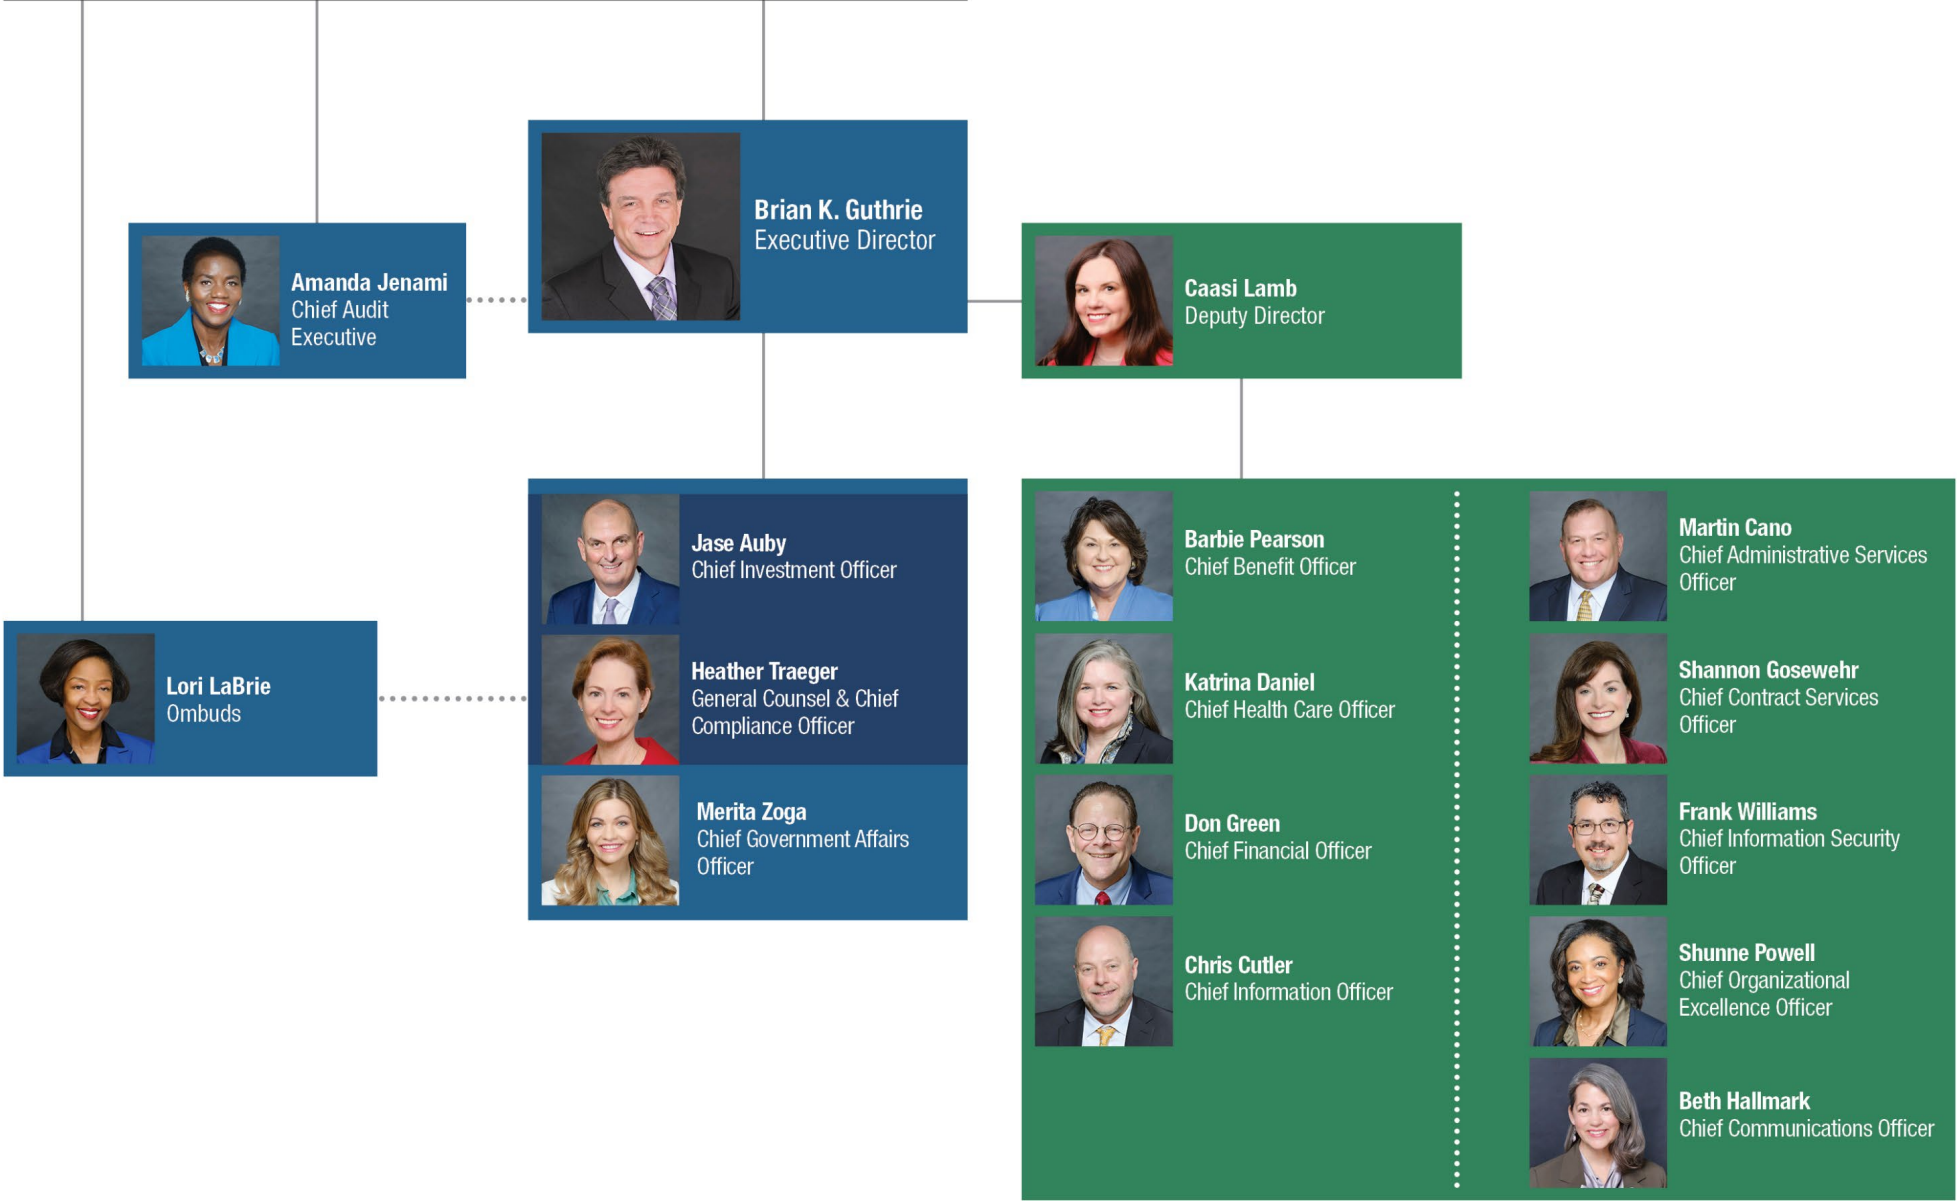 Brian K. Guthrie
Executive Director
Amanda Jenami
Chief Audit
Executive
Caasi Lamb
Deputy Director
Lori LaBrie
Ombuds
Jase Auby
Chief Investment Officer
Heather Traeger
General Counsel & Chief
Compliance Officer
Merita Zoga
Chief Government Affairs
Officer
Barbie Pearson
Chief Benefit Officer
Katrina Daniel
Chief Health Care Officer
Don Green
Chief Financial Officer
Chris Cutler
Chief Information Officer
Martin Cano
Chief Administrative Services
Officer
Shannon Gosewehr
Chief Contract Services
Officer
Frank Williams
Chief Information Security
Officer
Shunne Powell
Chief Organizational
Excellence Officer
Beth Hallmark
Chief Communications Officer